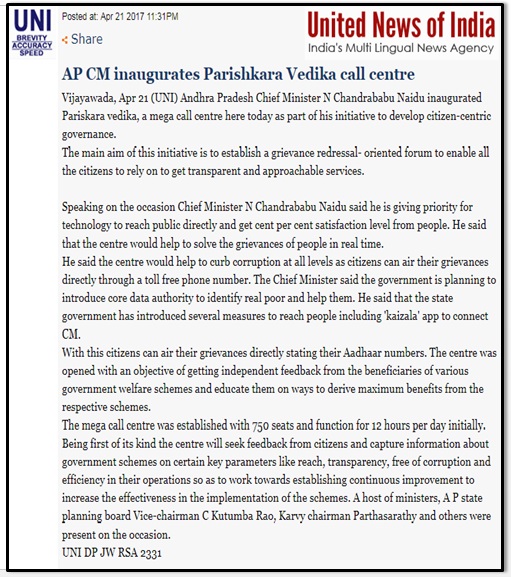 UNI
BREVITY
ACCURACY
SPEED
Posted at: Apr 21 2017 11:31PM
Share
United News of India
India's Multi Lingual News Agency
AP CM inaugurates Parishkara Vedika call centre
Vijayawada, Apr 21 (UNI) Andhra Pradesh Chief Minister N Chandrababu Naidu inaugurated
Pariskara vedika, a mega call centre here today as part of his initiative to develop citizen-centric
governance.
The main aim of this initiative is to establish a grievance redressal- oriented forum to enable all
the citizens to rely on to get transparent and approachable services.
Speaking on the occasion Chief Minister N Chandrababu Naidu said he is giving priority for
technology to reach public directly and get cent per cent satisfaction level from people. He said
that the centre would help to solve the grievances of people in real time.
He said the centre would help to curb corruption at all levels as citizens can air their grievances
directly through a toll free phone number. The Chief Minister said the government is planning to
introduce core data authority to identify real poor and help them. He said that the state
government has introduced several measures to reach people including 'kaizala' app to connect
CM.
With this citizens can air their grievances directly stating their Aadhaar numbers. The centre was
opened with an objective of getting independent feedback from the beneficiaries of various
government welfare schemes and educate them on ways to derive maximum benefits from the
respective schemes.
The mega call centre was established with 750 seats and function for 12 hours per day initially.
Being first of its kind the centre will seek feedback from citizens and capture information about
government schemes on certain key parameters like reach, transparency, free of corruption and
efficiency in their operations so as to work towards establishing continuous improvement to
increase the effectiveness in the implementation of the schemes. A host of ministers, A P state
planning board Vice-chairman C Kutumba Rao, Karvy chairman Parthasarathy and others were
present on the occasion.
UNI DP JW RSA 2331